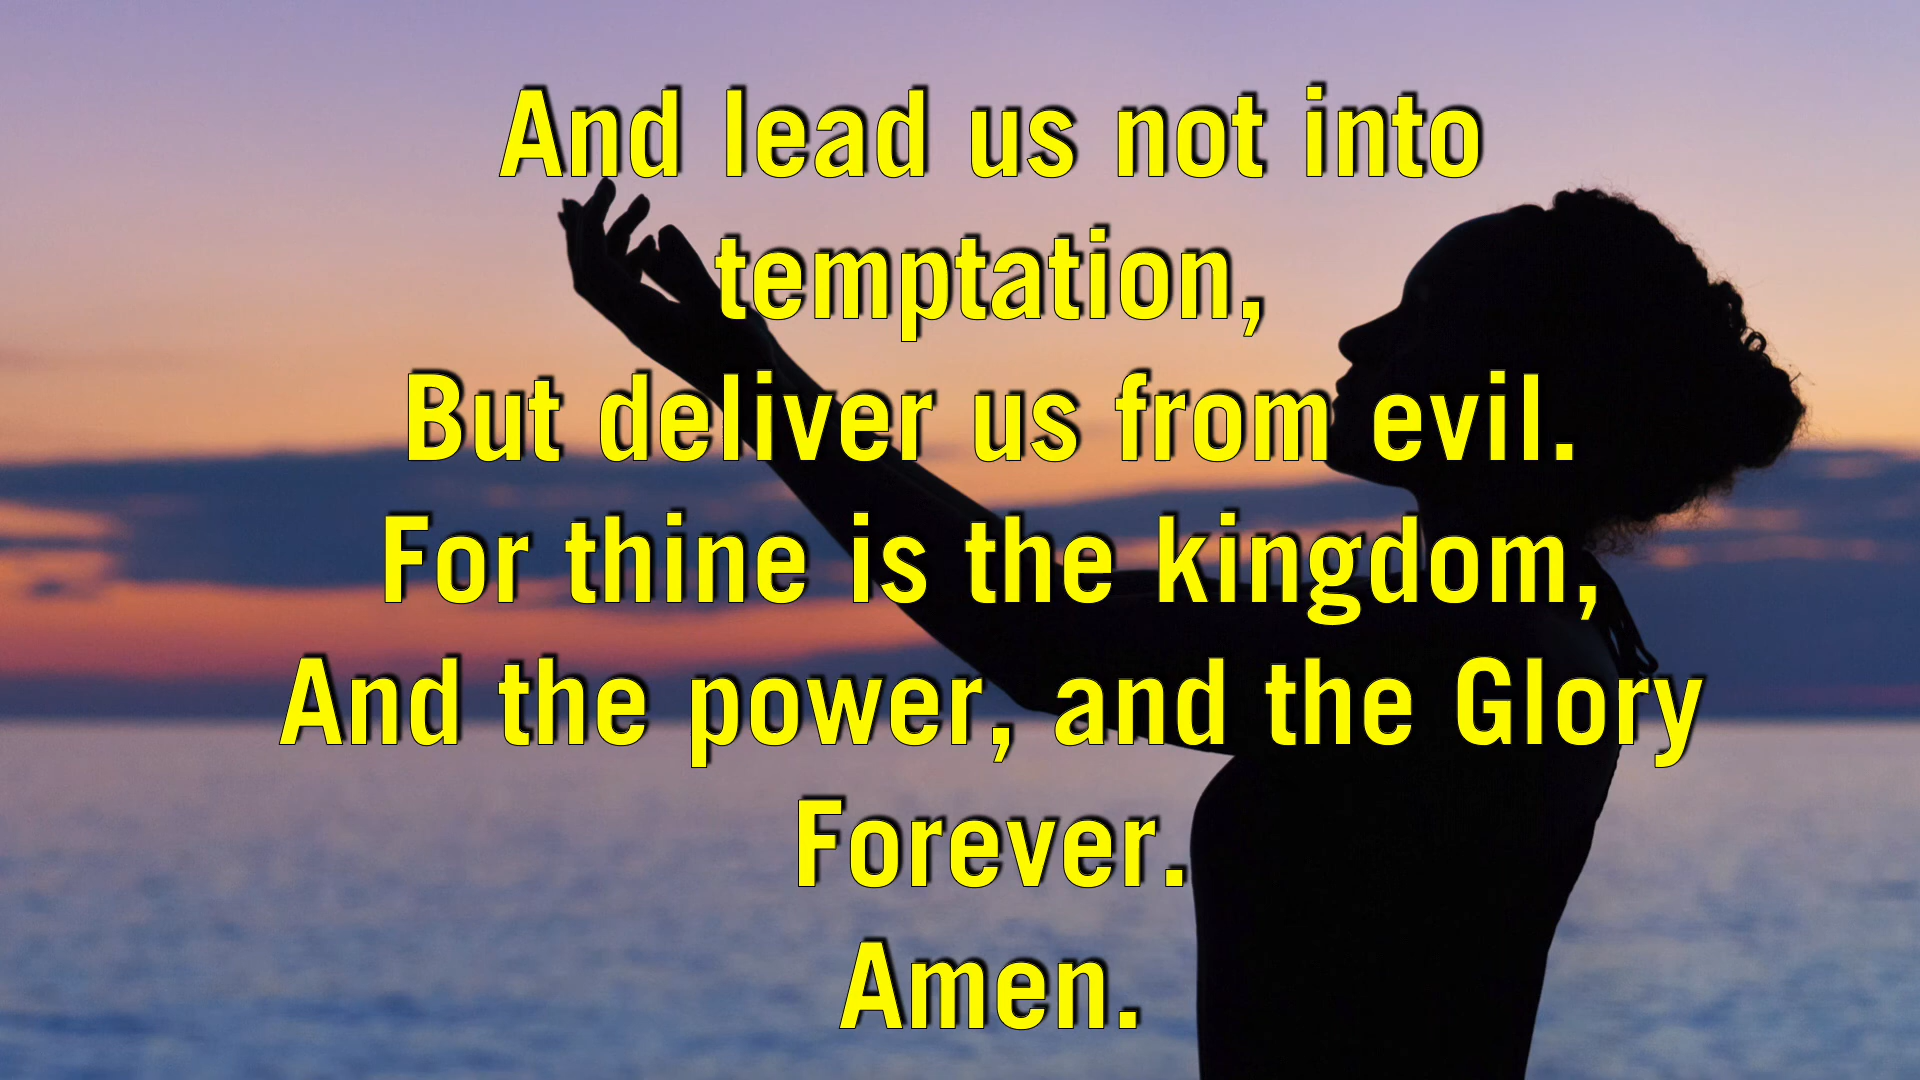 And lead us not into
temptation,
But deliver us from evil.
For thine is the kingdom,
And the power, and the Glory
Forever.
Amen.